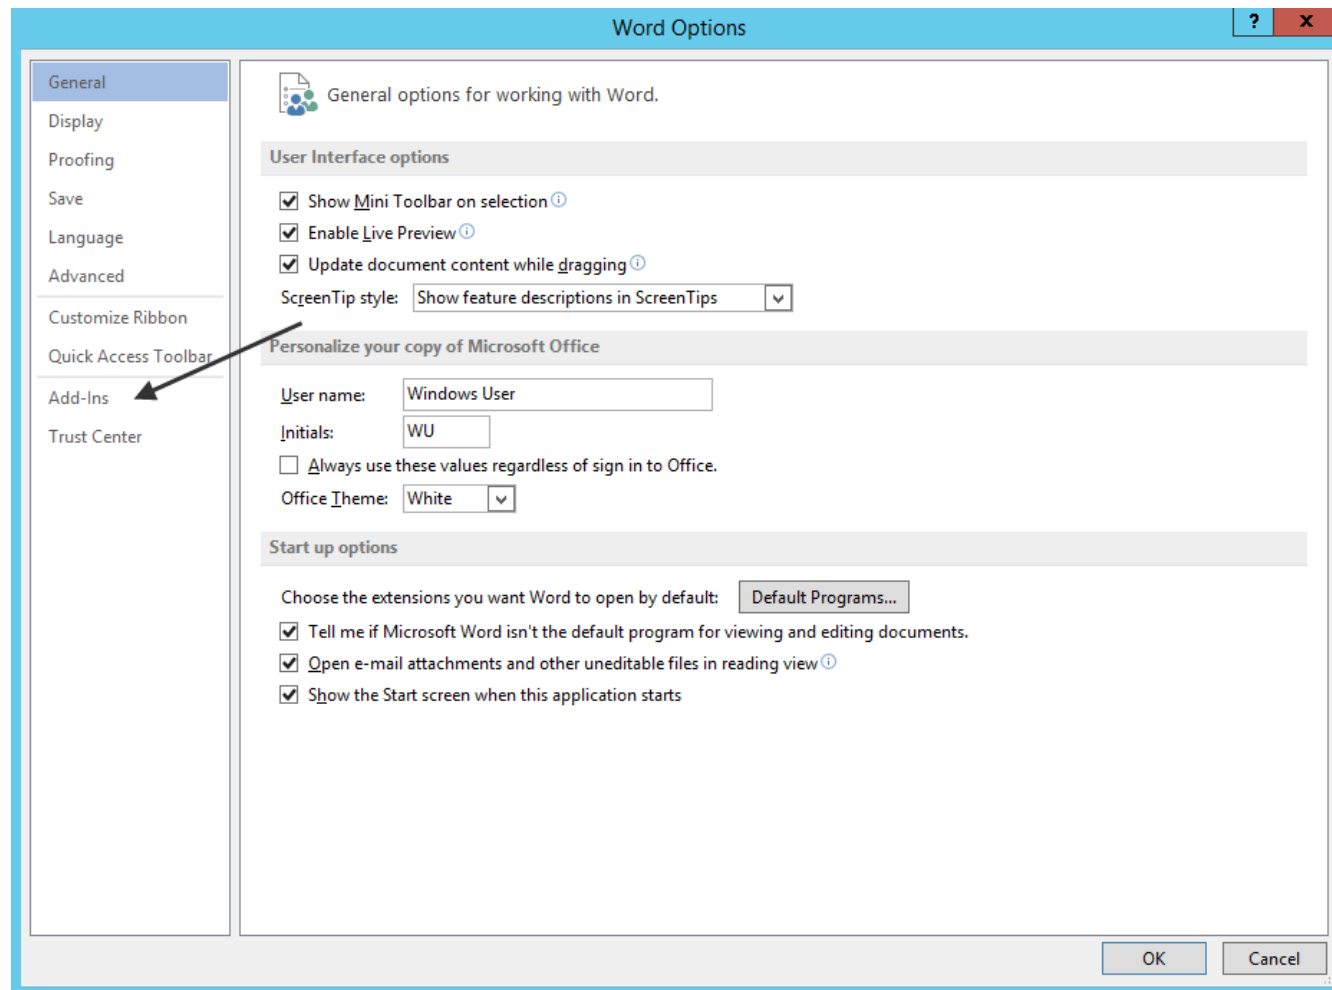 Word Options
?
x
General
Display
Proofing
Save
Language
Advanced
Customize Ribbon
Quick Access Toolbar
Add-Ins
Trust Center
General options for working with Word.
User Interface options
Show Mini Toolbar on selection
Enable Live Preview
Update document content while dragging
ScreenTip style: Show feature descriptions in ScreenTips
Personalize your copy of Microsoft Office
User name: Windows User
Initials: WU
Always use these values regardless of sign in to Office.
Office Theme: White
Start up options
Choose the extensions you want Word to open by default: Default Programs...
Tell me if Microsoft Word isn't the default program for viewing and editing documents.
Open e-mail attachments and other uneditable files in reading view
Show the Start screen when this application starts
OK Cancel